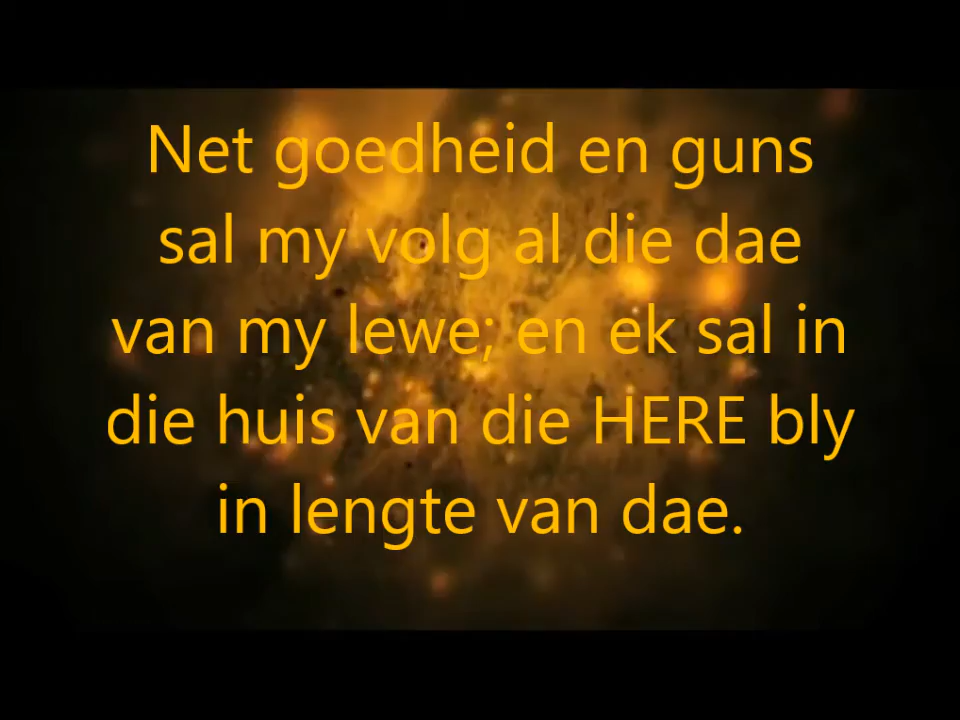 Net goedheid en guns
sal my volg al die dae
van my lewe; en ek sal in
die huis van die HERE bly
in lengte van dae.